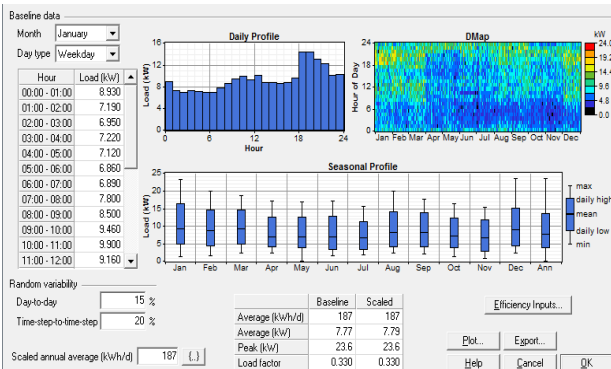 Baseline data
Month January
Day type Weekday
Hour Load (kW)
00:00 - 01:00 8.930
01:00 - 02:00 7.190
02:00 - 03:00 6.950
03:00 - 04:00 7.220
04:00 - 05:00 7.120
05:00 - 06:00 6.860
06:00 - 07:00 6.890
07:00 - 08:00 7.800
08:00 - 09:00 8.500
09:00 - 10:00 9.460
10:00 - 11:00 9.900
11:00 - 12:00 9.160
Daily Profile
Load (kW)
16
12
8
4
0
0 6 12 18 24
Hour
DMap
Hour of Day
24
18
12
6
0
Jan Feb Mar Apr May Jun Jul Aug Sep Oct Nov Dec
kW
24.0
19.2
14.4
9.6
4.8
0.0
Seasonal Profile
Load (kW)
25
20
15
10
5
0
Jan Feb Mar Apr May Jun Jul Aug Sep Oct Nov Dec Ann
max
daily high
mean
daily low
min
Random variability
Day-to-day 15 %
Time-step-to-time-step 20 %
Scaled annual average (kWh/d) 187 {..}
Baseline Scaled
Average (kWh/d) 187 187
Average (kW) 7.77 7.79
Peak (kW) 23.6 23.6
Load factor 0.330 0.330
Efficiency Inputs...
Plot... Export...
Help Cancel OK